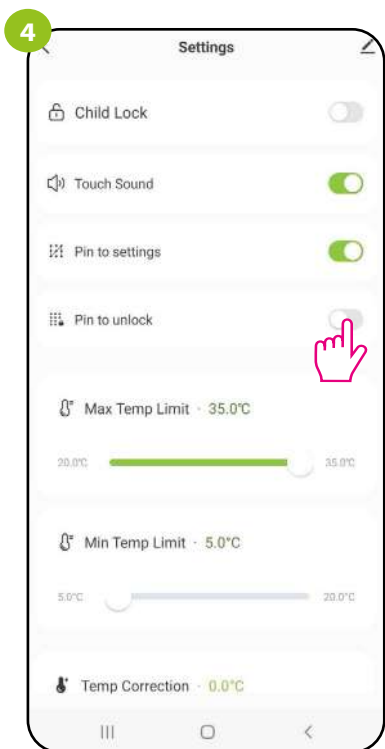 4
Settings
Child Lock
Touch Sound
Pin to settings
Pin to unlock
Max Temp Limit · 35.0°C
20.0°C 35.0°C
Min Temp Limit · 5.0°C
5.0°C 20.0°C
Temp Correction · 0.0°C